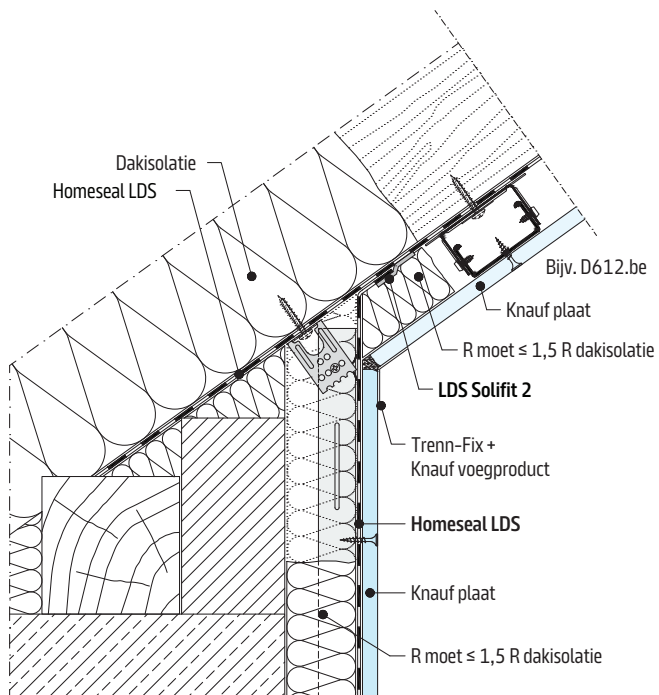 Dakisolatie
Homeseal LDS
Bijv. D612.be
Knauf plaat
R moet ≤ 1,5 R dakisolatie
LDS Solifit 2
Trenn-Fix +
Knauf voegproduct
Homeseal LDS
Knauf plaat
R moet ≤ 1,5 R dakisolatie